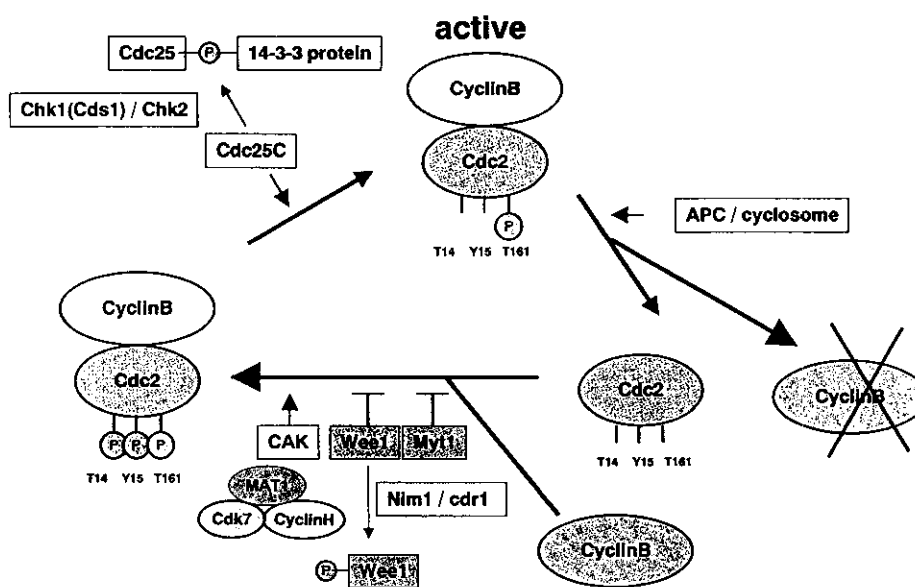 active
Cdc25
P
14-3-3 protein
CyclinB
Chk1(Cds1) / Chk2
Cdc25C
Cdc2
P
T14 Y15 T161
APC / cyclosome
CyclinB
Cdc2
P P P
T14 Y15 T161
CAK
Wee1
Myt1
MAT1
Cdk7
CyclinH
Nim1 / cdr1
P
Wee1
Cdc2
T14 Y15 T161
CyclinB
CyclinB